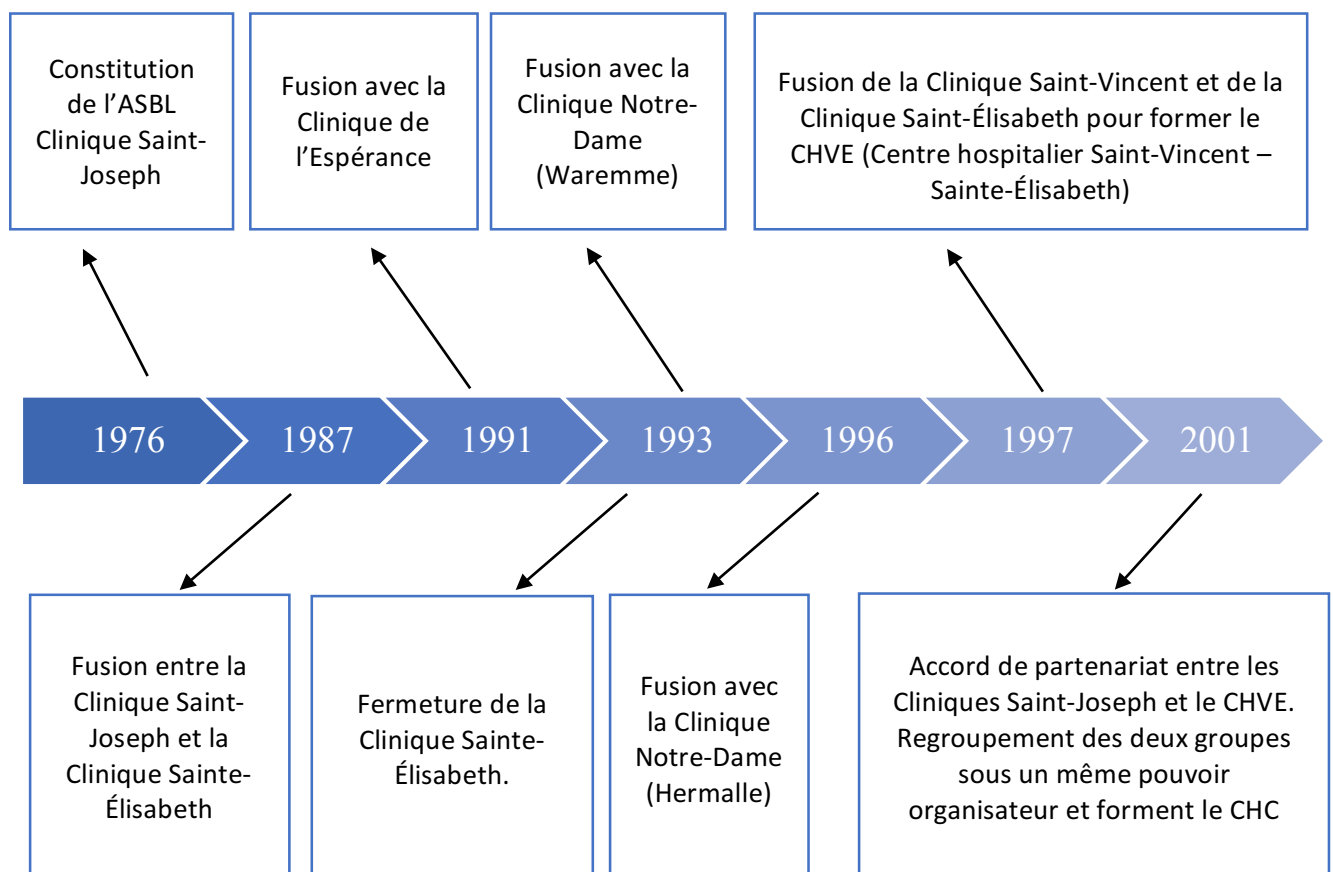 Constitution
de l’ASBL
Clinique Saint-
Joseph
Fusion avec la
Clinique de
l’Espérance
Fusion avec la
Clinique Notre-
Dame
(Waremme)
Fusion de la Clinique Saint-Vincent et de la
Clinique Saint-Élisabeth pour former le
CHVE (Centre hospitalier Saint-Vincent –
Sainte-Élisabeth)
1976
1987
1991
1993
1996
1997
2001
Fusion entre la
Clinique Saint-
Joseph et la
Clinique Sainte-
Élisabeth
Fermeture de la
Clinique Sainte-
Élisabeth.
Fusion avec
la Clinique
Notre-Dame
(Hermalle)
Accord de partenariat entre les
Cliniques Saint-Joseph et le CHVE.
Regroupement des deux groupes
sous un même pouvoir
organisateur et forment le CHC